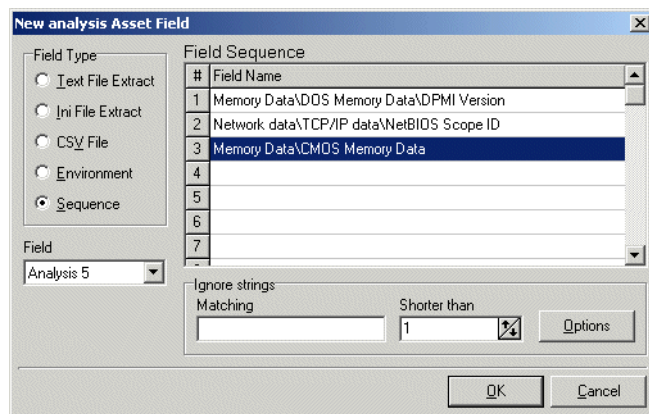 New analysis Asset Field
Field Type
Text File Extract
Ini File Extract
CSV File
Environment
Sequence
Field
Analysis 5
Field Sequence
# Field Name
1 Memory Data\DOS Memory Data\DPMI Version
2 Network data\TCP/IP data\NetBIOS Scope ID
3 Memory Data\CMOS Memory Data
4
5
6
7
Ignore strings
Matching Shorter than
1
Options
OK Cancel